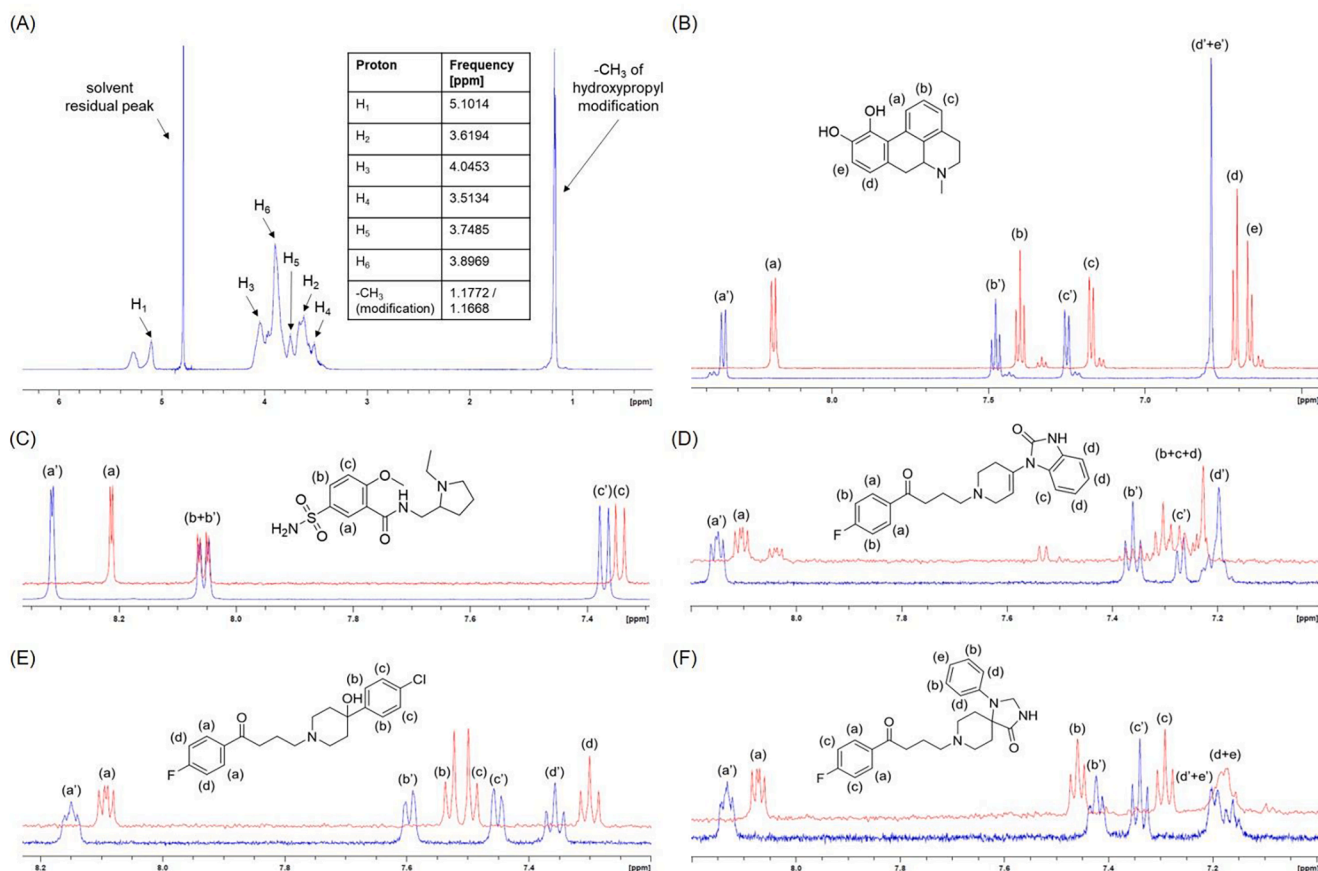 (A)
solvent
residual peak
Proton Frequency
[ppm]
H1 5.1014
H2 3.6194
H3 4.0453
H4 3.5134
H5 3.7485
H6 3.8969
-CH3
(modification) 1.1772 /
1.1668
-CH3 of
hydroxypropyl
modification
H1
H3
H6
H5
H2
H4
6 5 4 3 2 1 [ppm]
(B)
(d'+e')
OH (a) (b) (c)
HO
(e) (d) N
(a')
(a)
(b')
(b)
(c')
(c)
(d)
(e)
8.0 7.5 7.0 [ppm]
(C)
(a') (a)
(b) (c) O
O S O
H2N
(a) O
N H
N
(b+b')
(c') (c)
8.2 8.0 7.8 7.6 7.4 [ppm]
(D)
O NH
N (d)
(d)
(d)
(c)
O
N
(a)
(b)
F
(b)
(a)
(a') (a)
(b+c+d)
(b')
(c')
(d')
8.0 7.8 7.6 7.4 7.2 [ppm]
(E)
(c)
(b) Cl
OH
(c)
(b)
O
N
(a)
(d)
F
(d)
(a)
(a')
(a)
(b')
(b)
(c)
(c')
(d')
(d)
8.2 8.0 7.8 7.6 7.4 [ppm]
(F)
(b)
(e) (d)
(b)
(d)
N
NH
O
O
N
(a)
(c)
F
(c)
(a)
(a')
(a)
(b)
(b')
(c')
(c)
(d'+e')
(d+e)
8.0 7.8 7.6 7.4 7.2 [ppm]